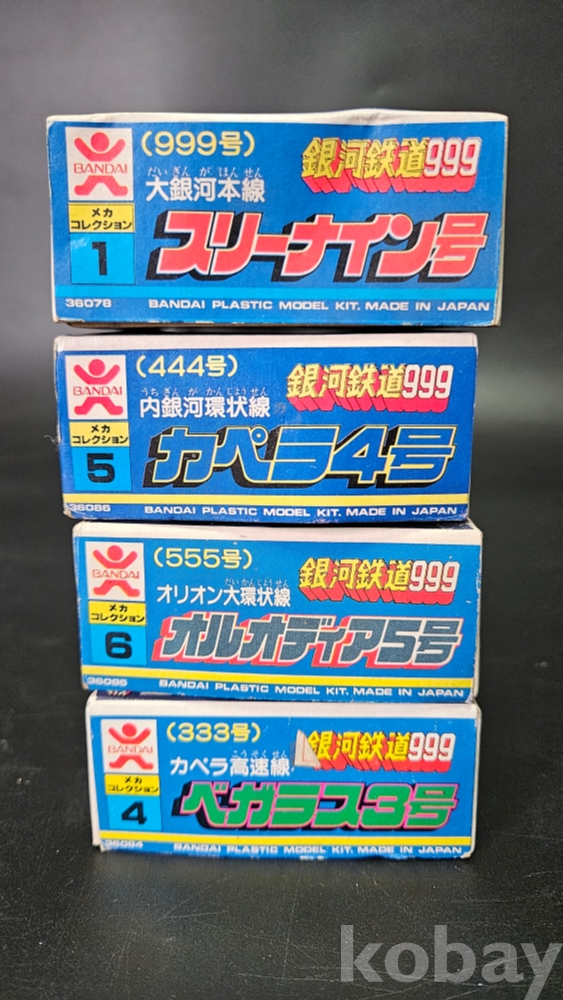 BANDAI
(999号)
だいぎんがほんせん
大銀河本線
銀河鉄道999
メカ
コレクション
1
スリーナイン号
36078
BANDAI PLASTIC MODEL KIT. MADE IN JAPAN
BANDAI
(444号)
うちぎんがかんじょうせん
内銀河環状線
銀河鉄道999
メカ
コレクション
5
カペラ4号
36085
BANDAI PLASTIC MODEL KIT. MADE IN JAPAN
BANDAI
(555号)
だいかんじょうせん
オリオン大環状線
銀河鉄道999
メカ
コレクション
6
オルオディア5号
36085
BANDAI PLASTIC MODEL KIT. MADE IN JAPAN
BANDAI
(333号)
こうそくせん
カペラ高速線
銀河鉄道999
メカ
コレクション
4
ベガラス3号
36084
BANDAI PLASTIC MODEL KIT. MADE IN JAPAN
kobay